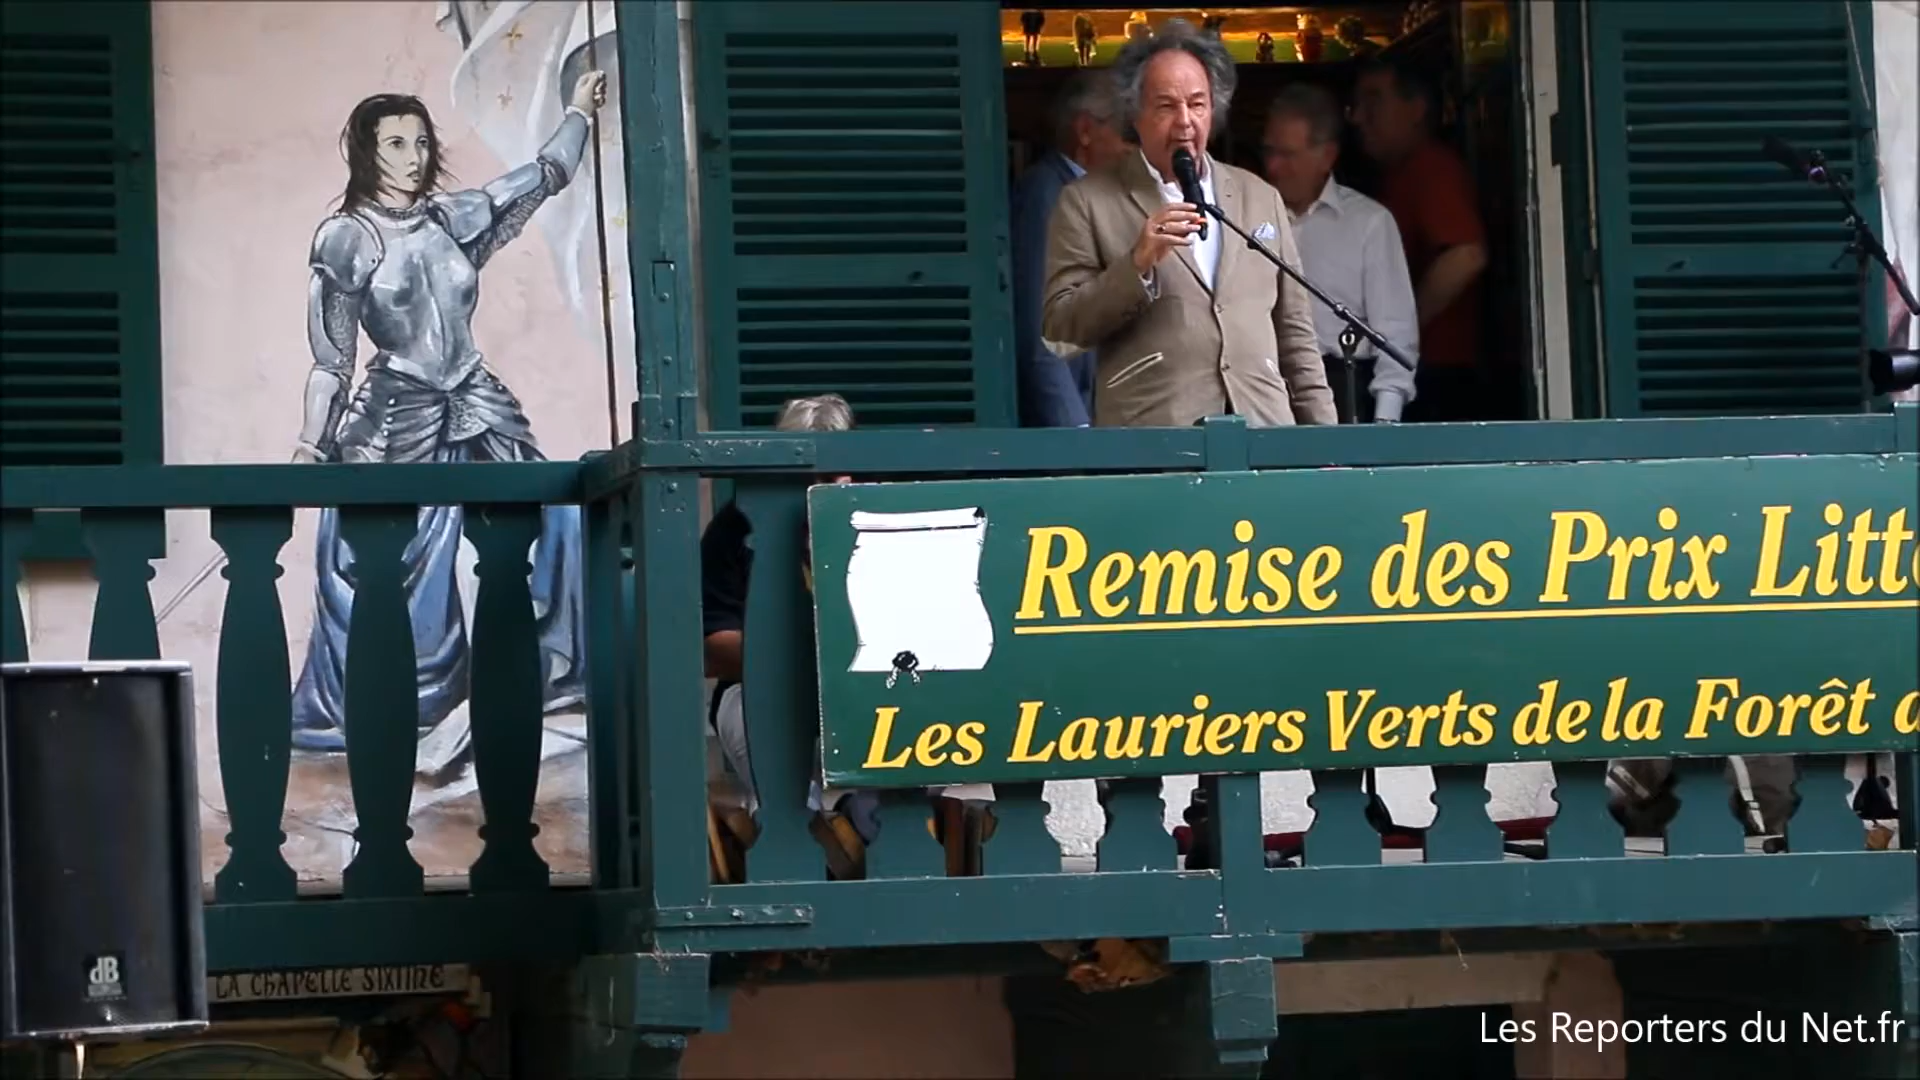 Remise des Prix Litt
Les Lauriers Verts de la Forêt
dB
LA CHAPELLE SIXTINE
Les Reporters du Net.fr